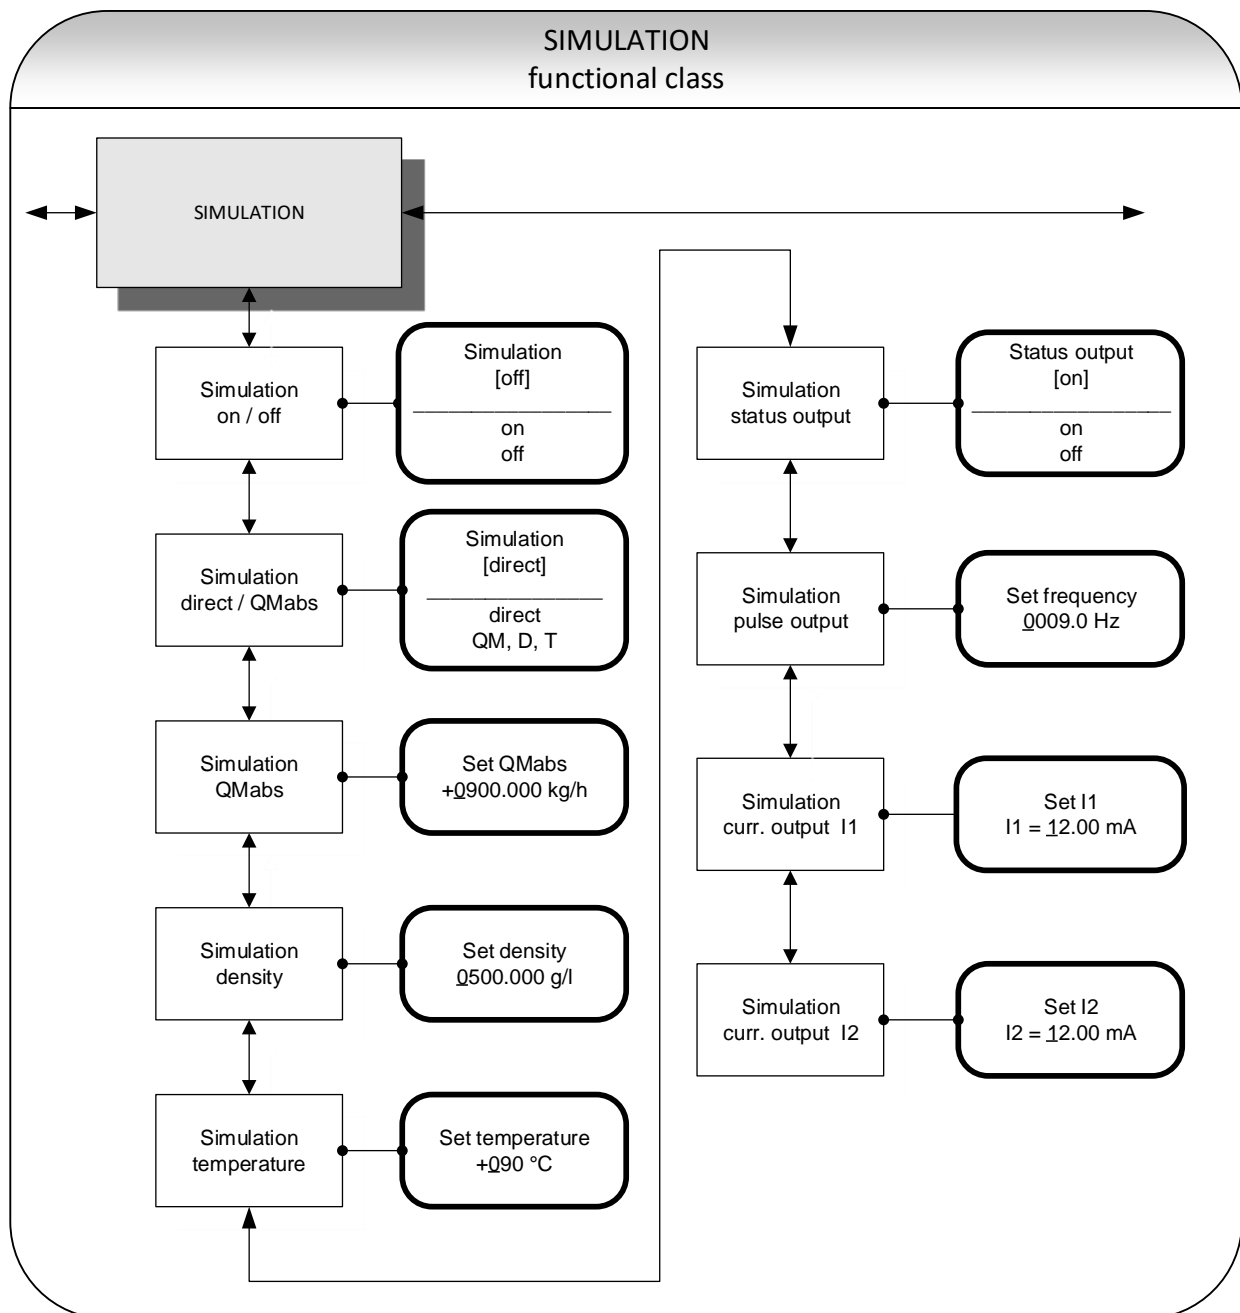 SIMULATION
functional class
SIMULATION
Simulation
on / off
Simulation
[off]
on
off
Simulation
direct / QMabs
Simulation
[direct]
direct
QM, D, T
Simulation
QMabs
Set QMabs
+0900.000 kg/h
Simulation
density
Set density
0500.000 g/l
Simulation
temperature
Set temperature
+090 °C
Simulation
status output
Status output
[on]
on
off
Simulation
pulse output
Set frequency
0009.0 Hz
Simulation
curr. output I1
Set I1
I1 = 12.00 mA
Simulation
curr. output I2
Set I2
I2 = 12.00 mA